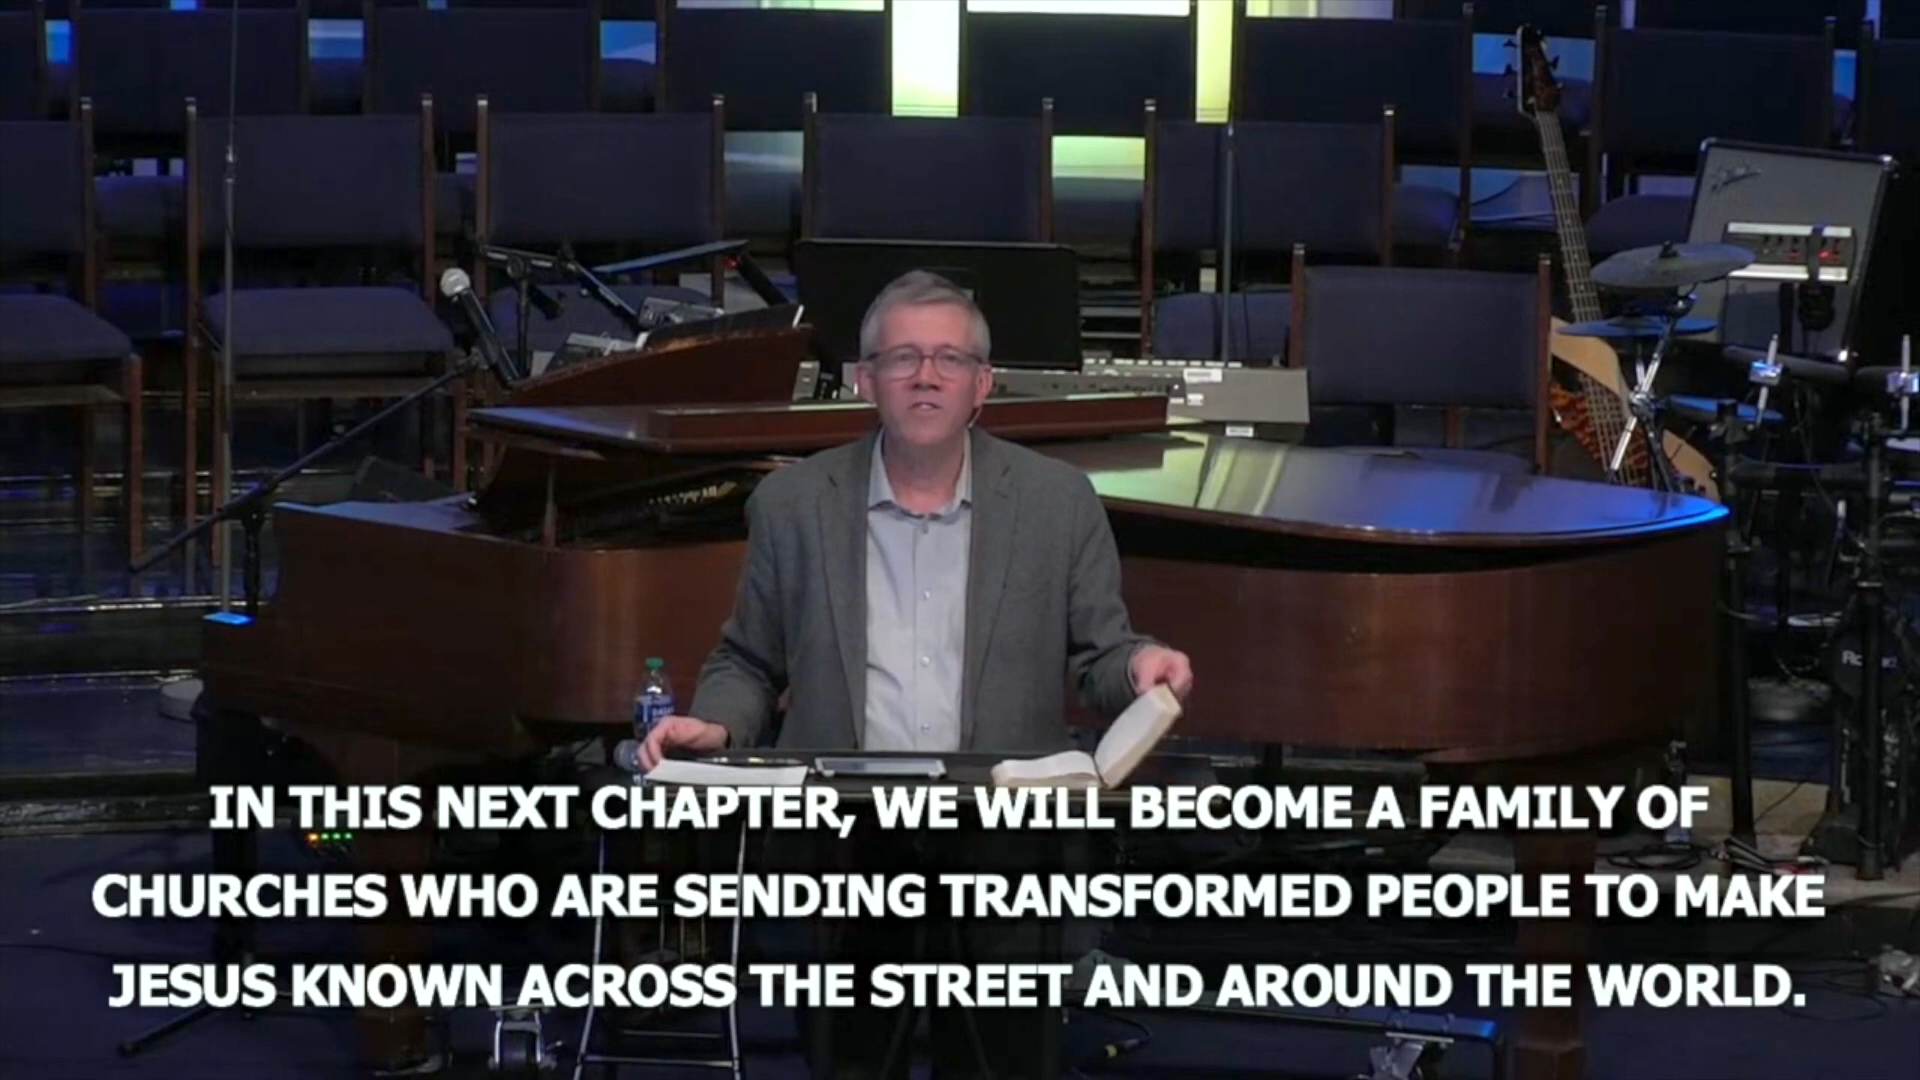 IN THIS NEXT CHAPTER, WE WILL BECOME A FAMILY OF
CHURCHES WHO ARE SENDING TRANSFORMED PEOPLE TO MAKE
JESUS KNOWN ACROSS THE STREET AND AROUND THE WORLD.